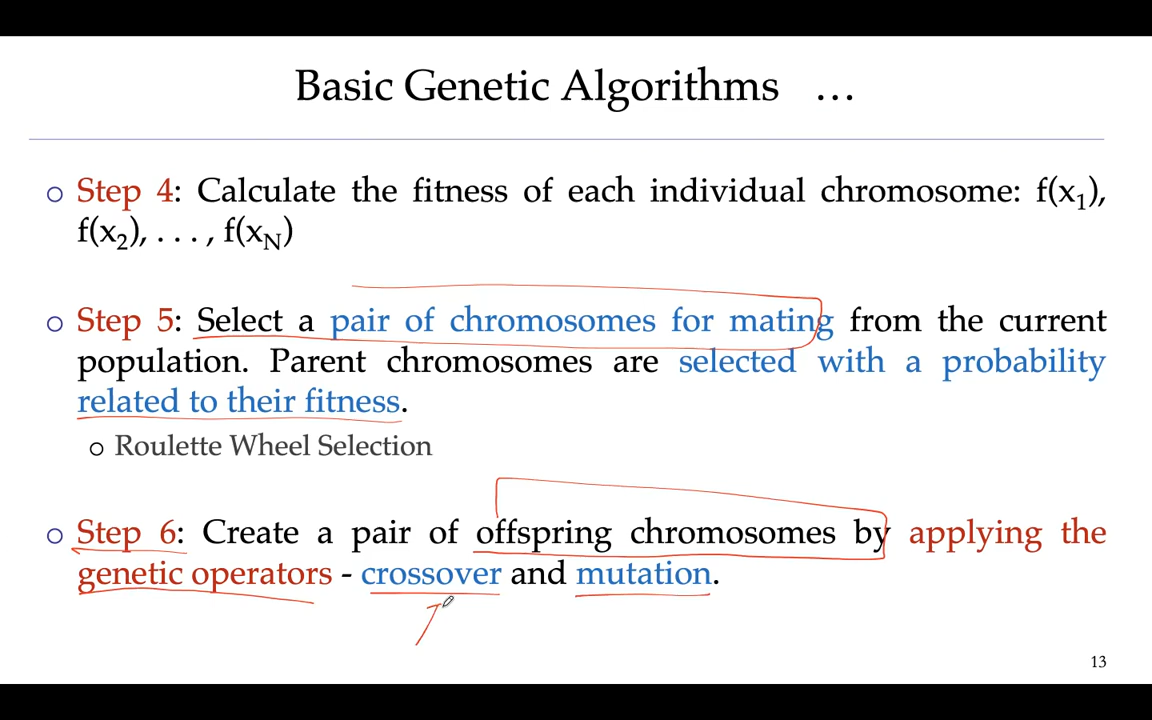 Basic Genetic Algorithms ...
○ Step 4: Calculate the fitness of each individual chromosome: f(x₁),
f(x₂), . . . , f(x_N)
○ Step 5: Select a pair of chromosomes for mating from the current
population. Parent chromosomes are selected with a probability
related to their fitness.
○ Roulette Wheel Selection
○ Step 6: Create a pair of offspring chromosomes by applying the
genetic operators - crossover and mutation.
13